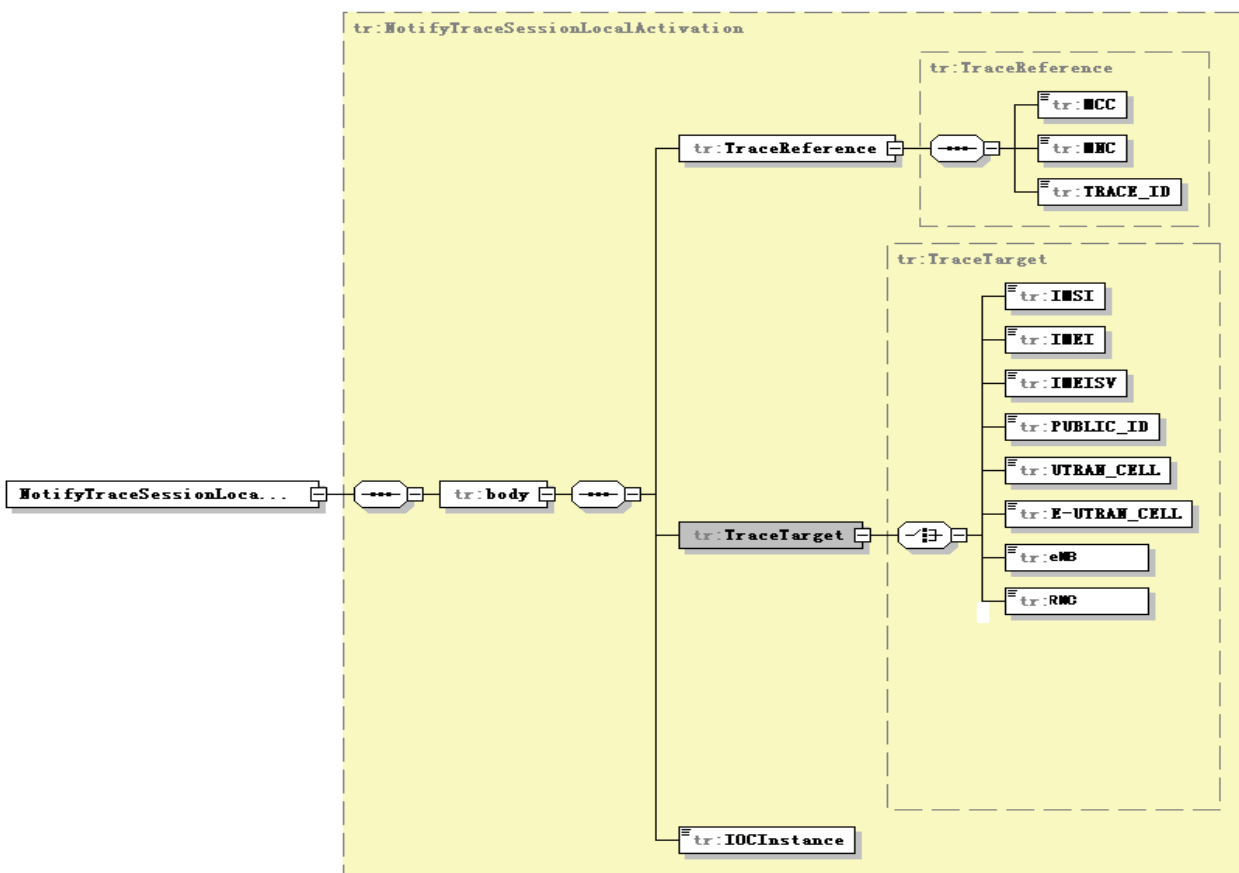 tr:NotifyTraceSessionLocalActivation
tr:TraceReference
tr:MCC
tr:TraceReference
tr:MNC
tr:TRACE_ID
tr:TraceTarget
tr:IMSI
tr:IMEI
tr:IMEISV
tr:PUBLIC_ID
tr:UTRAN_CELL
NotifyTraceSessionLoca...
tr:body
tr:E-UTRAN_CELL
tr:TraceTarget
tr:eNB
tr:RNC
tr:IOCInstance